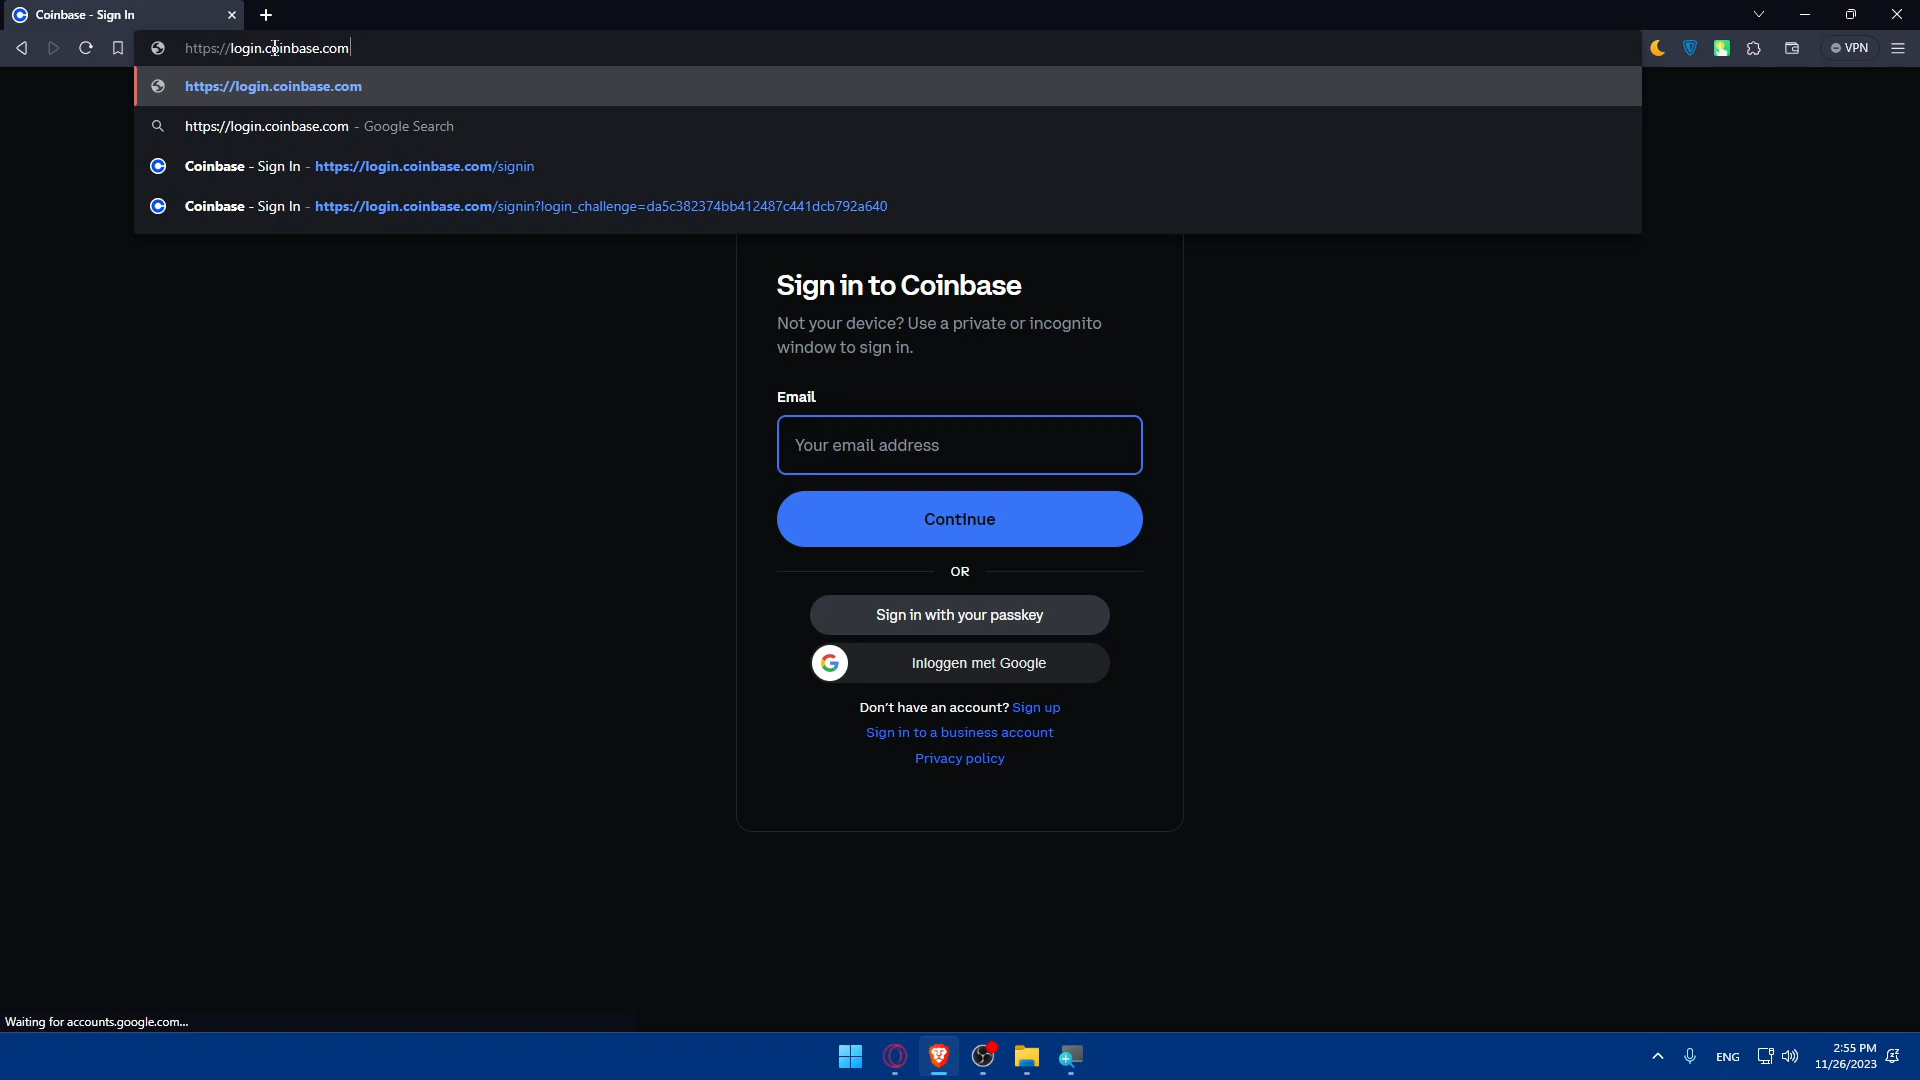 Coinbase - Sign In
https://login.coinbase.com
VPN
https://login.coinbase.com
https://login.coinbase.com - Google Search
Coinbase - Sign In - https://login.coinbase.com/signin
Coinbase - Sign In - https://login.coinbase.com/signin?login_challenge=da5c382374bb412487c441dcb792a640
Sign in to Coinbase
Not your device? Use a private or incognito
window to sign in.
Email
Your email address
Continue
OR
Sign in with your passkey
G Inloggen met Google
Don't have an account? Sign up
Sign in to a business account
Privacy policy
Waiting for accounts.google.com...
ENG
2:55 PM
11/26/2023